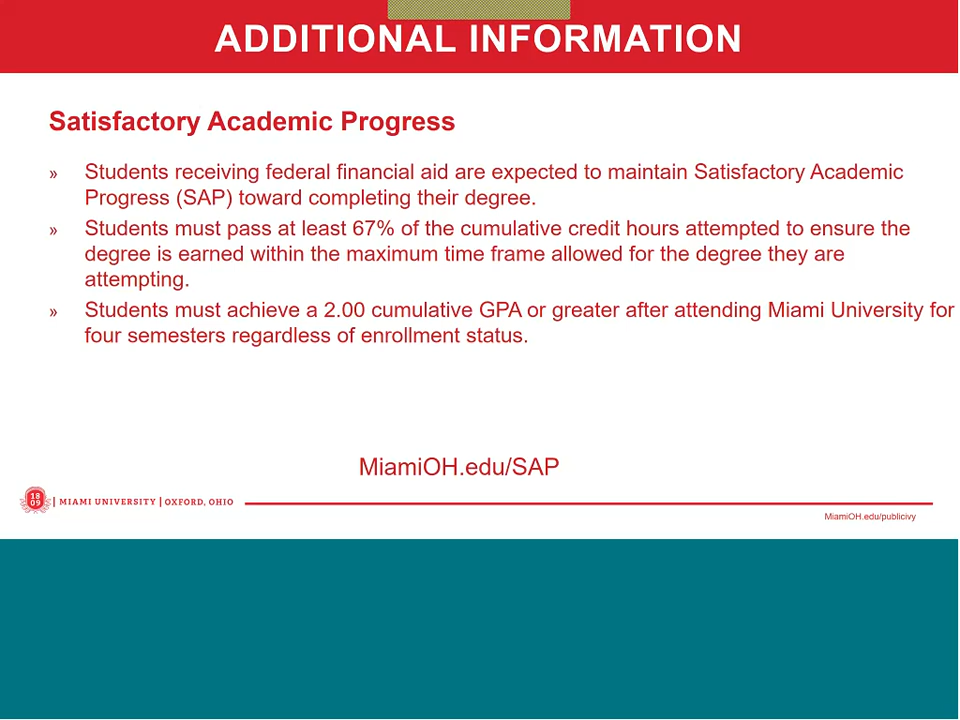 ADDITIONAL INFORMATION
Satisfactory Academic Progress
» Students receiving federal financial aid are expected to maintain Satisfactory Academic
Progress (SAP) toward completing their degree.
» Students must pass at least 67% of the cumulative credit hours attempted to ensure the
degree is earned within the maximum time frame allowed for the degree they are
attempting.
» Students must achieve a 2.00 cumulative GPA or greater after attending Miami University for
four semesters regardless of enrollment status.
MiamiOH.edu/SAP
18
09
| MIAMI UNIVERSITY | OXFORD, OHIO
MiamiOH.edu/publicivy